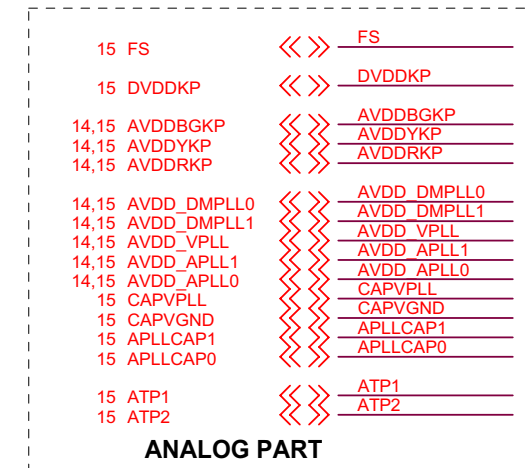 15 FS FS
15 DVDDKP DVDDKP
14,15 AVDDBGKP AVDDBGKP
14,15 AVDDYKP AVDDYKP
14,15 AVDDRKP AVDDRKP
14,15 AVDD_DMPLL0 AVDD_DMPLL0
14,15 AVDD_DMPLL1 AVDD_DMPLL1
14,15 AVDD_VPLL AVDD_VPLL
14,15 AVDD_APLL1 AVDD_APLL1
14,15 AVDD_APLL0 AVDD_APLL0
15 CAPVPLL CAPVPLL
15 CAPVGND CAPVGND
15 APLLCAP1 APLLCAP1
15 APLLCAP0 APLLCAP0
15 ATP1 ATP1
15 ATP2 ATP2
ANALOG PART